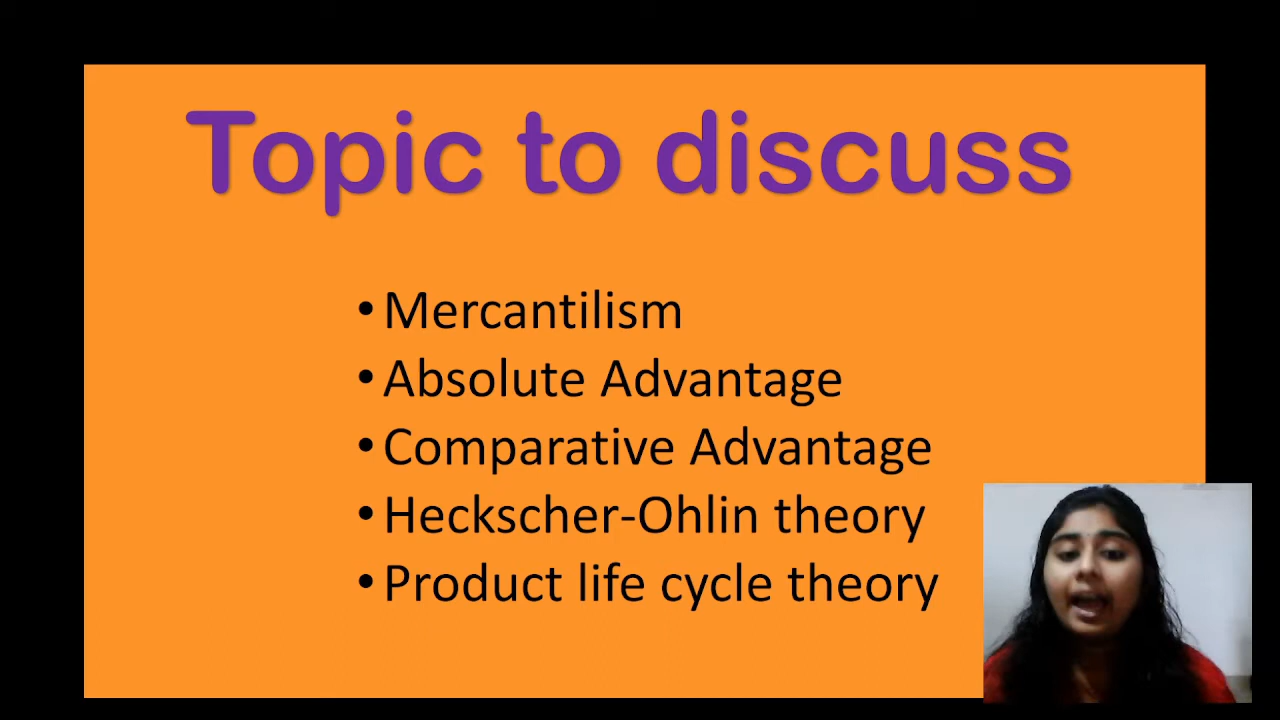 Topic to discuss
• Mercantilism
• Absolute Advantage
• Comparative Advantage
• Heckscher-Ohlin theory
• Product life cycle theory